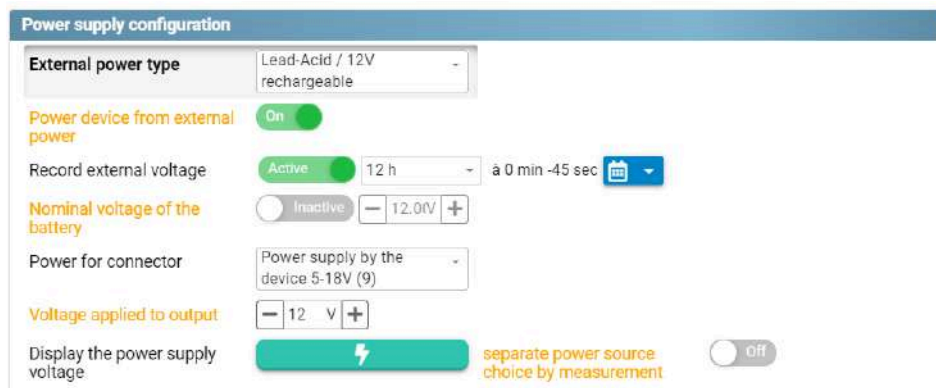 Power supply configuration
External power type
Lead-Acid / 12V
rechargeable
Power device from external
power
On
Record external voltage
Active
12 h
à 0 min -45 sec
Nominal voltage of the
battery
Inactive
12.0
V
Power for connector
Power supply by the
device 5-18V (9)
Voltage applied to output
12 V
Display the power supply
voltage
separate power source
choice by measurement
Off